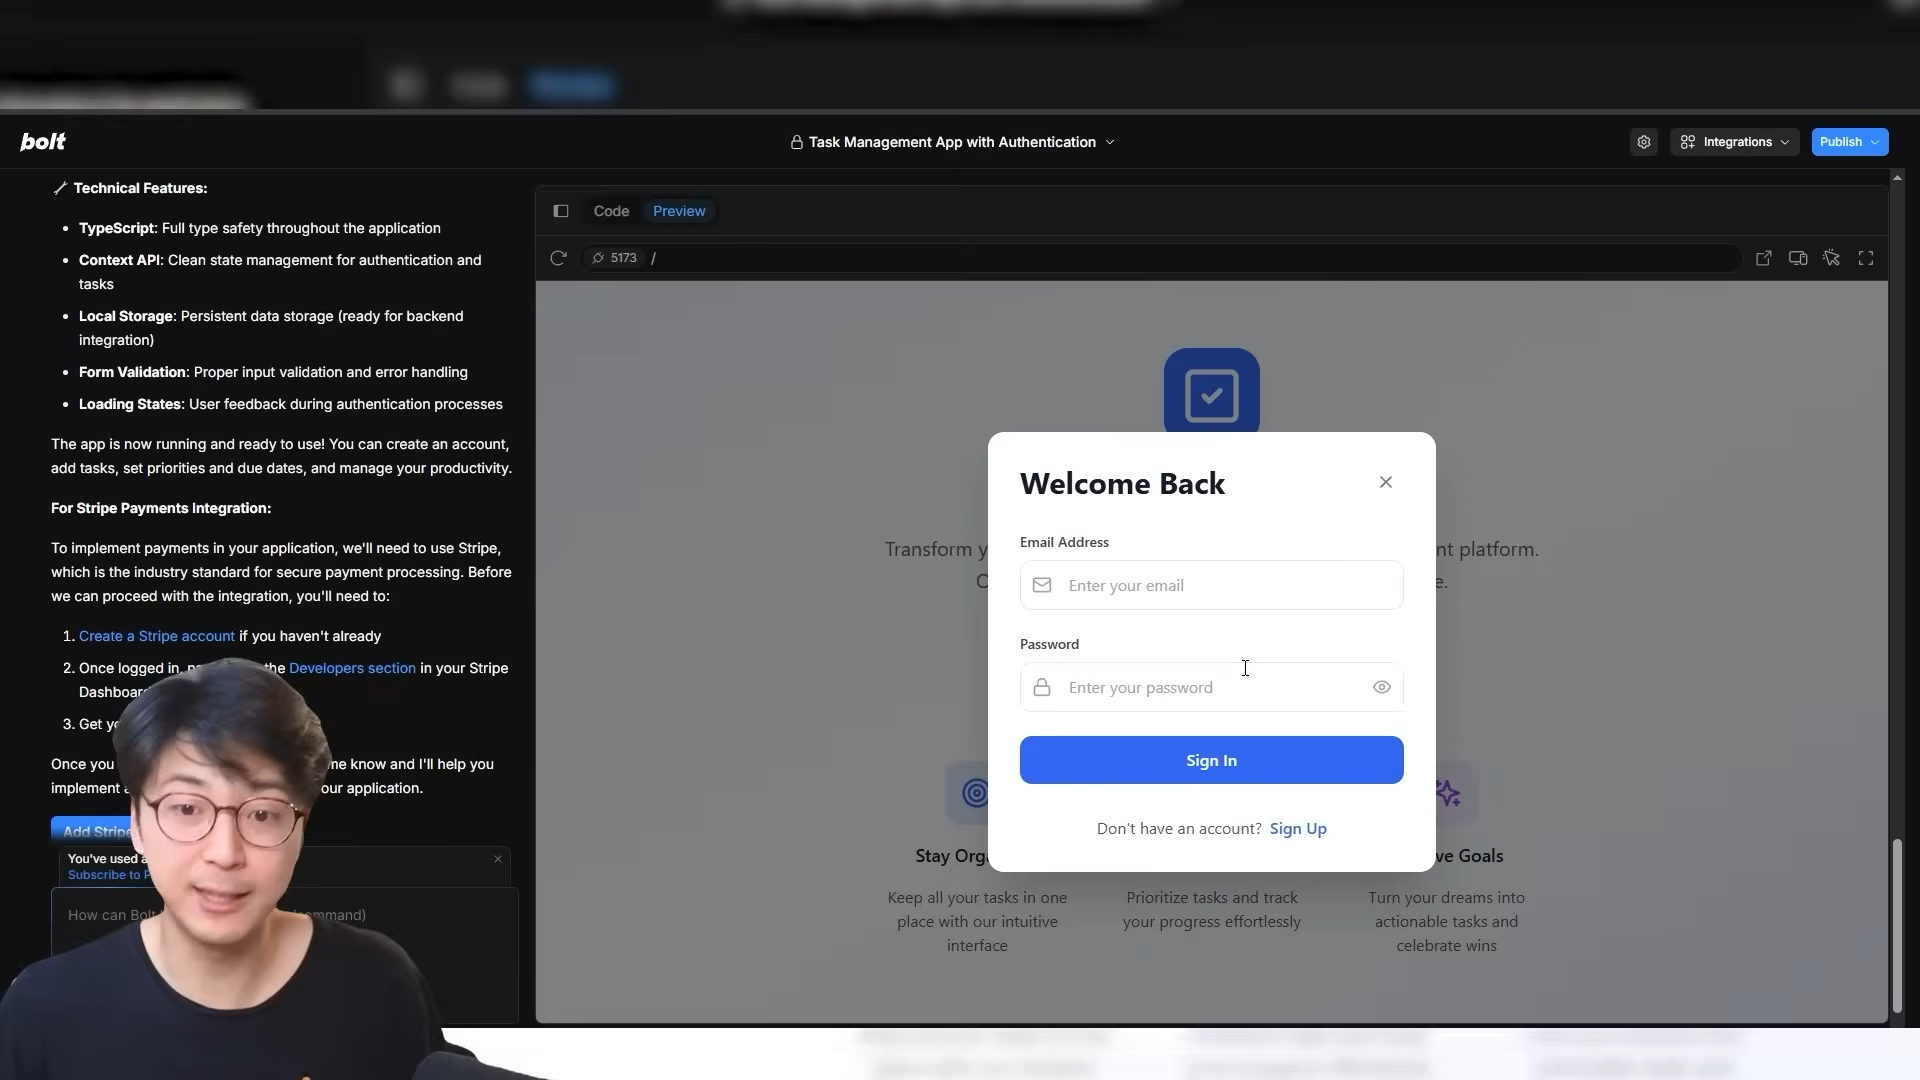 bolt
Task Management App with Authentication
Integrations
Publish
Technical Features:
TypeScript: Full type safety throughout the application
Context API: Clean state management for authentication and
tasks
Local Storage: Persistent data storage (ready for backend
integration)
Form Validation: Proper input validation and error handling
Loading States: User feedback during authentication processes
The app is now running and ready to use! You can create an account,
add tasks, set priorities and due dates, and manage your productivity.
For Stripe Payments Integration:
To implement payments in your application, we'll need to use Stripe,
which is the industry standard for secure payment processing. Before
we can proceed with the integration, you'll need to:
1. Create a Stripe account if you haven't already
2. Once logged in, the Developers section in your Stripe
Dashboard
3. Get
Once you me know and I'll help you
implement our application.
Add Stripe
You've used
Subscribe to
How can Bolt
Code
Preview
5173
/
Transform nt platform.
Welcome Back
Email Address
Enter your email
Password
Enter your password
Sign In
Don't have an account? Sign Up
Stay Goals
Keep all your tasks in one
place with our intuitive
interface
Prioritize tasks and track
your progress effortlessly
Turn your dreams into
actionable tasks and
celebrate wins